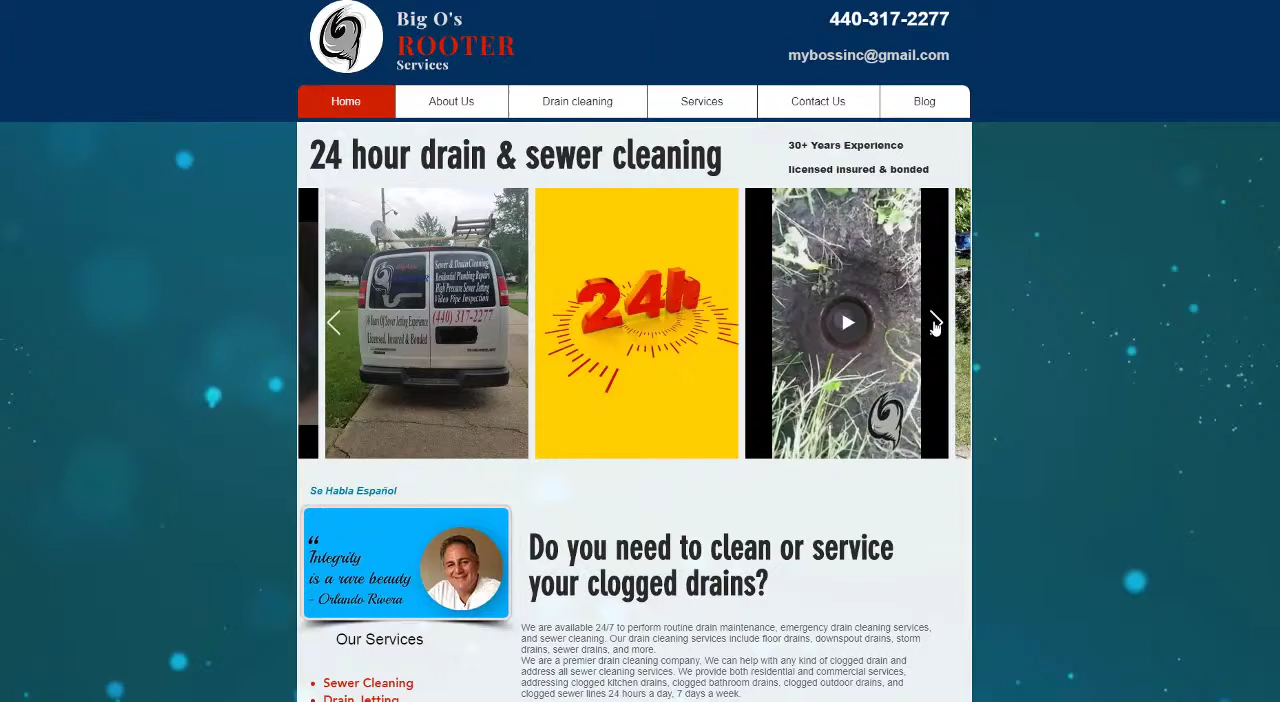 Big O's
ROOTER
Services
440-317-2277
mybossinc@gmail.com
Home
About Us
Drain cleaning
Services
Contact Us
Blog
24 hour drain & sewer cleaning
30+ Years Experience
licensed insured & bonded
Sewer & Drain Cleaning
Residential Plumbing Repairs
High Pressure Sewer Jetting
Video Pipe Inspection
(440) 317-2277
Of Sewer Jetting Experience
Licensed, Insured & Bonded
24h
Se Habla Español
“
Integrity
is a rare beauty
- Orlando Rivera
Our Services
Sewer Cleaning
Drain Jetting
Do you need to clean or service
your clogged drains?
We are available 24/7 to perform routine drain maintenance, emergency drain cleaning services,
and sewer cleaning. Our drain cleaning services include floor drains, downspout drains, storm
drains, sewer drains, and more.
We are a premier drain cleaning company. We can help with any kind of clogged drain and
address all sewer cleaning services. We provide both residential and commercial services,
addressing clogged kitchen drains, clogged bathroom drains, clogged outdoor drains, and
clogged sewer lines 24 hours a day, 7 days a week.